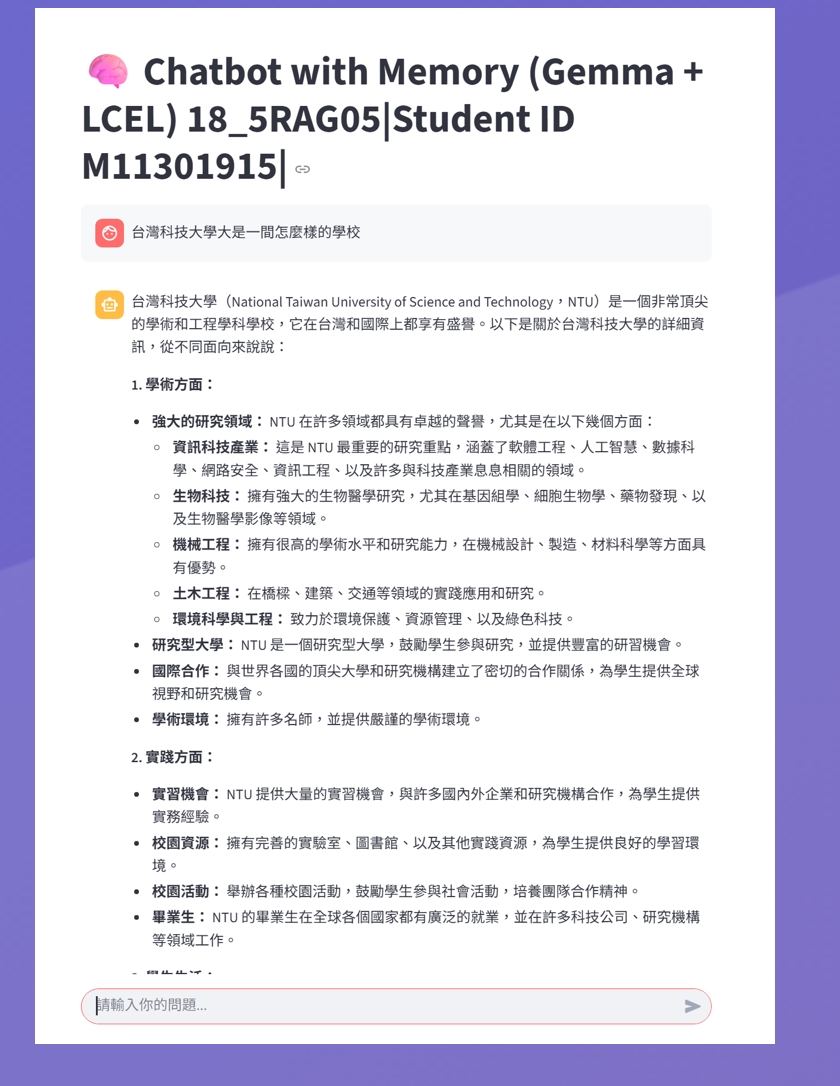 🧠 Chatbot with Memory (Gemma +
LCEL) 18_5RAG05|Student ID
M11301915|
台灣科技大學大是一間怎麼樣的學校
台灣科技大學（National Taiwan University of Science and Technology，NTU）是一個非常頂尖
的學術和工程學科學校，它在台灣和國際上都享有盛譽。以下是關於台灣科技大學的詳細資
訊，從不同面向來說說：
1. 學術方面：
• 強大的研究領域： NTU 在許多領域都具有卓越的聲譽，尤其是在以下幾個方面：
◦ 資訊科技產業： 這是 NTU 最重要的研究重點，涵蓋了軟體工程、人工智慧、數據科
學、網路安全、資訊工程、以及許多與科技產業息息相關的領域。
◦ 生物科技： 擁有強大的生物醫學研究，尤其在基因組學、細胞生物學、藥物發現、以
及生物醫學影像等領域。
◦ 機械工程： 擁有很高的學術水平和研究能力，在機械設計、製造、材料科學等方面具
有優勢。
◦ 土木工程： 在橋樑、建築、交通等領域的實踐應用和研究。
◦ 環境科學與工程： 致力於環境保護、資源管理、以及綠色科技。
• 研究型大學： NTU 是一個研究型大學，鼓勵學生參與研究，並提供豐富的研習機會。
• 國際合作： 與世界各國的頂尖大學和研究機構建立了密切的合作關係，為學生提供全球
視野和研究機會。
• 學術環境： 擁有許多名師，並提供嚴謹的學術環境。
2. 實踐方面：
• 實習機會： NTU 提供大量的實習機會，與許多國內外企業和研究機構合作，為學生提供
實務經驗。
• 校園資源： 擁有完善的實驗室、圖書館、以及其他實踐資源，為學生提供良好的學習環
境。
• 校園活動： 舉辦各種校園活動，鼓勵學生參與社會活動，培養團隊合作精神。
• 畢業生： NTU 的畢業生在全球各個國家都有廣泛的就業，並在許多科技公司、研究機構
等領域工作。
請輸入你的問題...